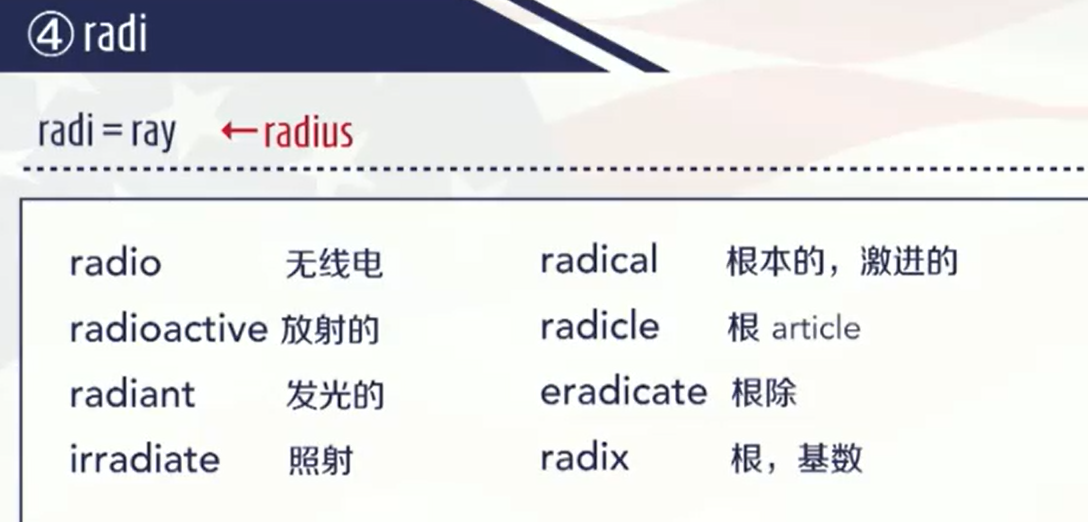 ④ radi
radi = ray ←radius
radio 无线电
radioactive 放射的
radiant 发光的
irradiate 照射
radical 根本的，激进的
radicle 根 article
eradicate 根除
radix 根，基数